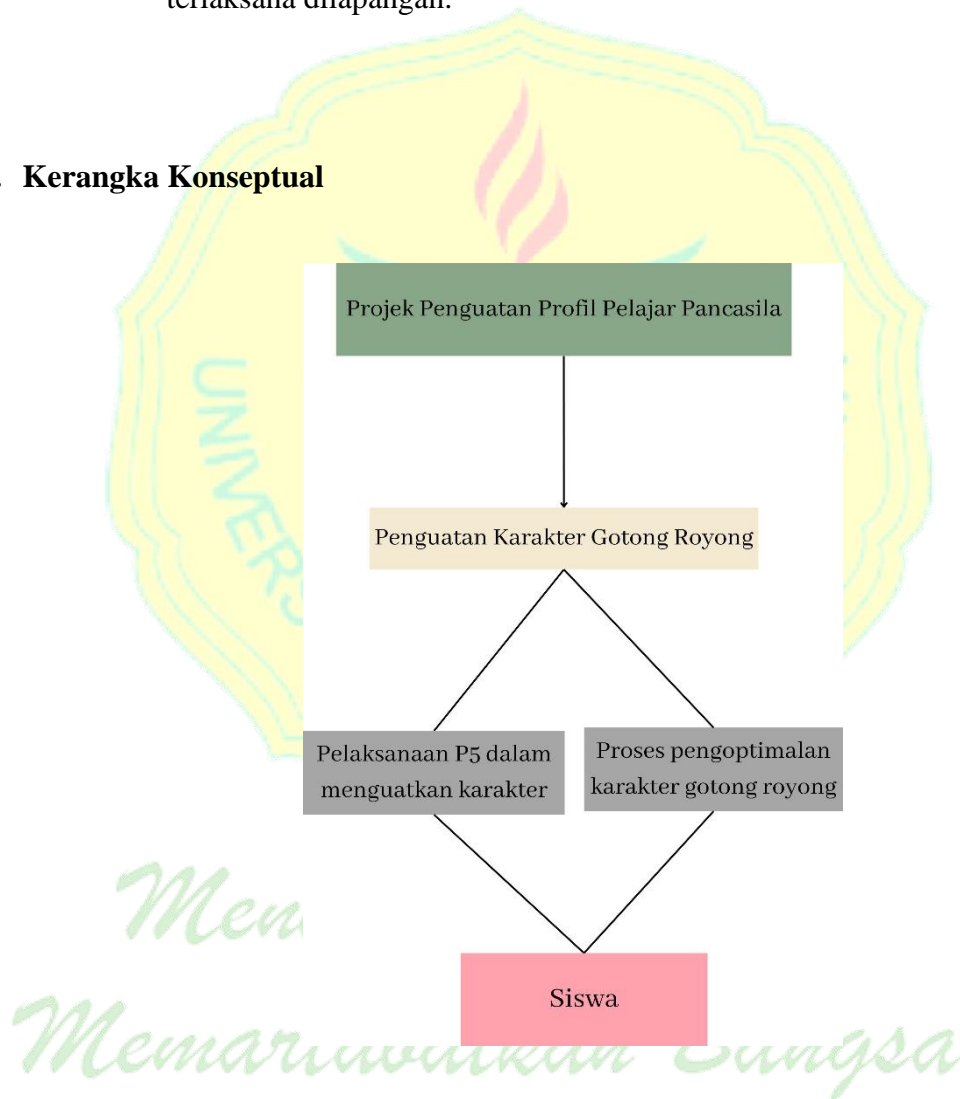 terlaksana dilapangan.
. Kerangka Konseptual
Projek Penguatan Profil Pelajar Pancasila
Penguatan Karakter Gotong Royong
Pelaksanaan P5 dalam
menguatkan karakter
Proses pengoptimalan
karakter gotong royong
Siswa
Bangsa